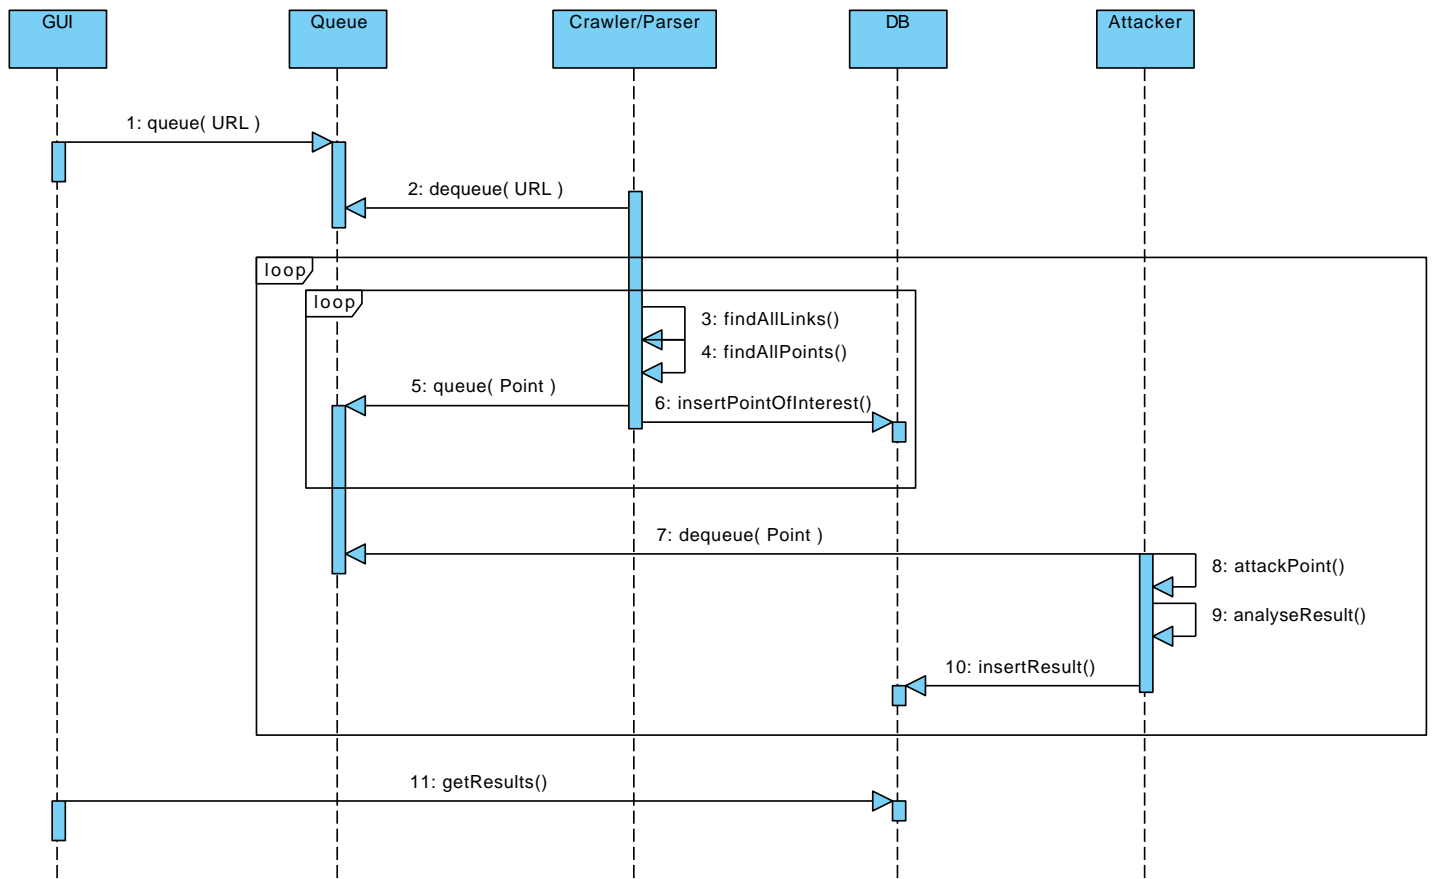 GUI
Queue
Crawler/Parser
DB
Attacker
1: queue( URL )
2: dequeue( URL )
loop
loop
3: findAllLinks()
4: findAllPoints()
5: queue( Point )
6: insertPointOfInterest()
7: dequeue( Point )
8: attackPoint()
9: analyseResult()
10: insertResult()
11: getResults()